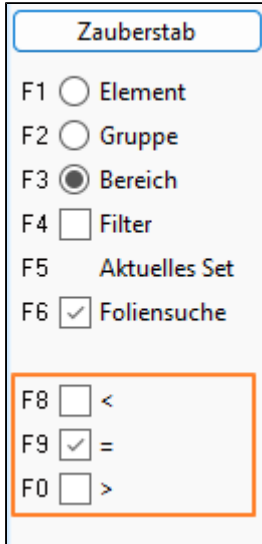 Zauberstab
F1 Element
F2 Gruppe
F3 Bereich
F4 Filter
F5 Aktuelles Set
F6 Foliensuche
F8 <
F9 =
F0 >